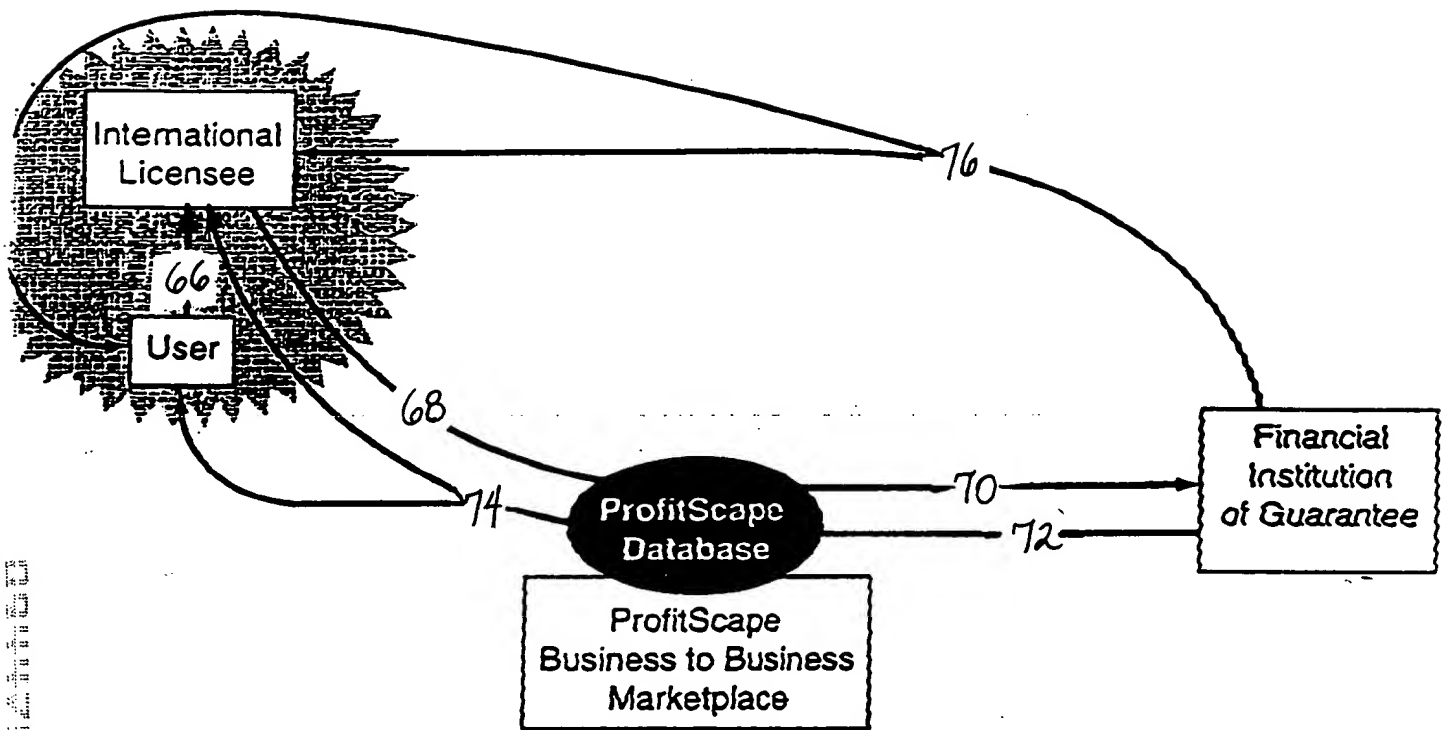 International
Licensee
76
66
User
68
74
70
72
ProfitScape
Database
Financial
Institution
of Guarantee
ProfitScape
Business to Business
Marketplace